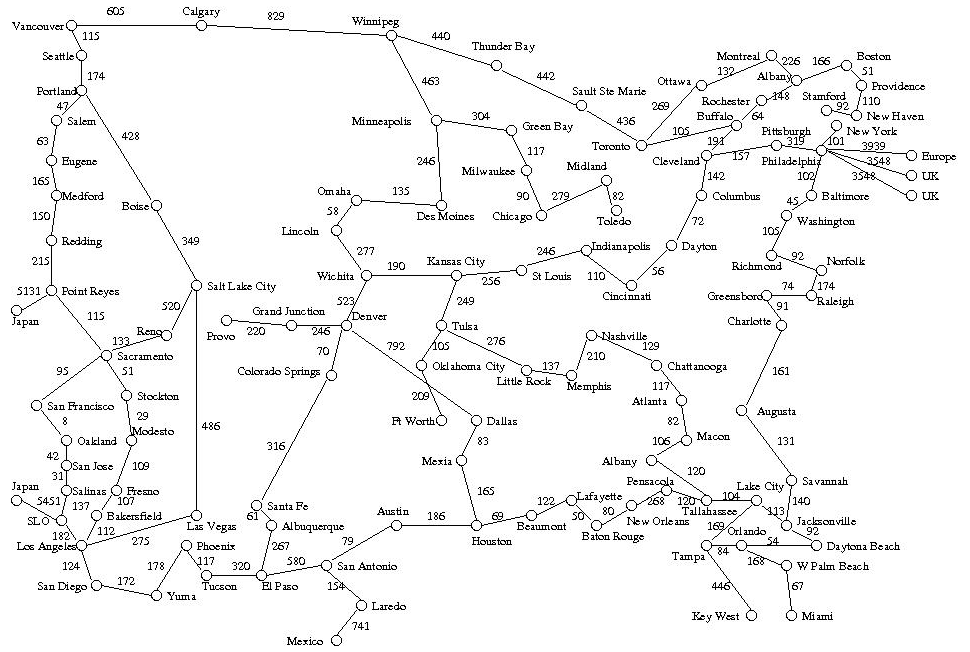 605
Calgary
Vancouver
829
Winnipeg
115
440
Thunder Bay
Seattle
Montreal
226
166
Boston
174
463
442
Ottawa
132
Albany
51
Portland
Sault Ste Marie
Rochester
148
Stamford
92
Providence
47
269
110
Salem
428
Minneapolis
304
Green Bay
436
Buffalo
64
New Haven
63
105
Pittsburgh
New York
Toronto
191
319
101
3939
Eugene
246
117
Cleveland
157
Philadelphia
3548
Europe
165
Milwaukee
Midland
142
102
3548
UK
Medford
Omaha
135
90
279
82
Columbus
Baltimore
UK
150
Boise
58
Des Moines
Chicago
Toledo
72
45
Washington
Redding
349
Lincoln
246
Indianapolis
Dayton
105
215
277
Kansas City
Richmond
92
Norfolk
Wichita
190
256
St Louis
110
56
5131
Point Reyes
Salt Lake City
Cincinnati
Greensboro
74
174
Raleigh
Japan
115
520
523
249
91
Grand Junction
Denver
Charlotte
Reno
Provo
220
246
Tulsa
Nashville
133
70
792
105
276
129
Sacramento
210
95
51
Colorado Springs
Oklahoma City
137
Chattanooga
161
Little Rock
Memphis
117
Stockton
209
Atlanta
San Francisco
29
Ft Worth
Dallas
82
Augusta
8
Modesto
486
83
Macon
Oakland
316
106
131
42
Mexia
Albany
San Jose
109
120
31
165
Pensacola
Lake City
Savannah
Japan
Salinas
Fresno
Lafayette
268
120
104
140
5451
137
107
Santa Fe
122
Tallahassee
113
SLO
Bakersfield
61
Austin
186
69
50
80
New Orleans
Jacksonville
182
112
Las Vegas
Albuquerque
Houston
Beaumont
Baton Rouge
169
Orlando
92
Los Angeles
275
Phoenix
267
79
54
Daytona Beach
124
178
117
320
580
San Antonio
Tampa
84
168
W Palm Beach
San Diego
172
Yuma
Tucson
El Paso
154
446
67
Laredo
Key West
Miami
741
Mexico